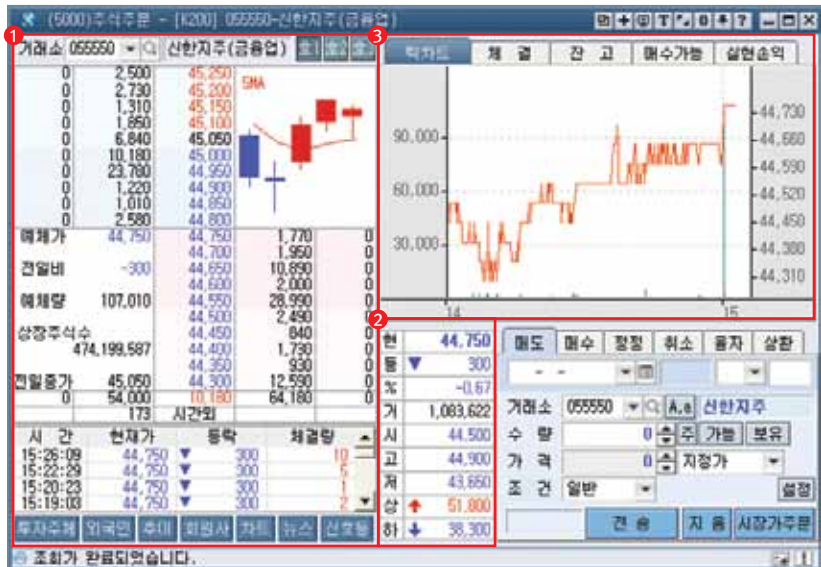 (5000)주식주문 - [K200] 055550-신한지주(금융업)
1
거래소 055550 신한지주(금융업)
0 2,500 45,250
0 2,730 45,200
0 1,310 45,150
0 1,850 45,100
0 6,840 45,050
0 10,180 45,000
0 23,780 44,950
0 1,220 44,900
0 1,010 44,850
0 2,580 44,800
5MA
예체가 44,750 44,750 1,770 0
44,700 1,950 0
전일비 -300 44,650 10,890 0
44,600 2,000 0
예체량 107,010 44,550 28,990 0
44,500 2,490 0
상장주식수 44,450 840 0
474,199,587 44,400 1,730 0
44,350 930 0
전일종가 45,050 44,300 12,590 0
0 54,000 10,180 64,180 0
173 시간외
시 간 현재가 등락 체결량
15:26:09 44,750 ▼ 300 10
15:22:29 44,750 ▼ 300 5
15:20:23 44,750 ▼ 300 1
15:19:03 44,750 ▼ 300 2
투자주체 외국인 추이 회원사 차트 뉴스 신호등
조회가 완료되었습니다.
3
틱차트 체 결 잔 고 매수가능 실현손익
90,000
60,000
30,000
44,730
44,660
44,590
44,520
44,450
44,380
44,310
14 15
2
현 44,750
등 ▼ 300
% -0.67
거 1,083,622
시 44,500
고 44,900
저 43,650
상 51,800
하 38,300
매도 매수 정정 취소 융자 상환
- -
거래소 055550 A.a 신한지주
수 량 0 주 가능 보유
가 격 0 지정가
조 건 일반 설정
전 송 지 움 시장가주문